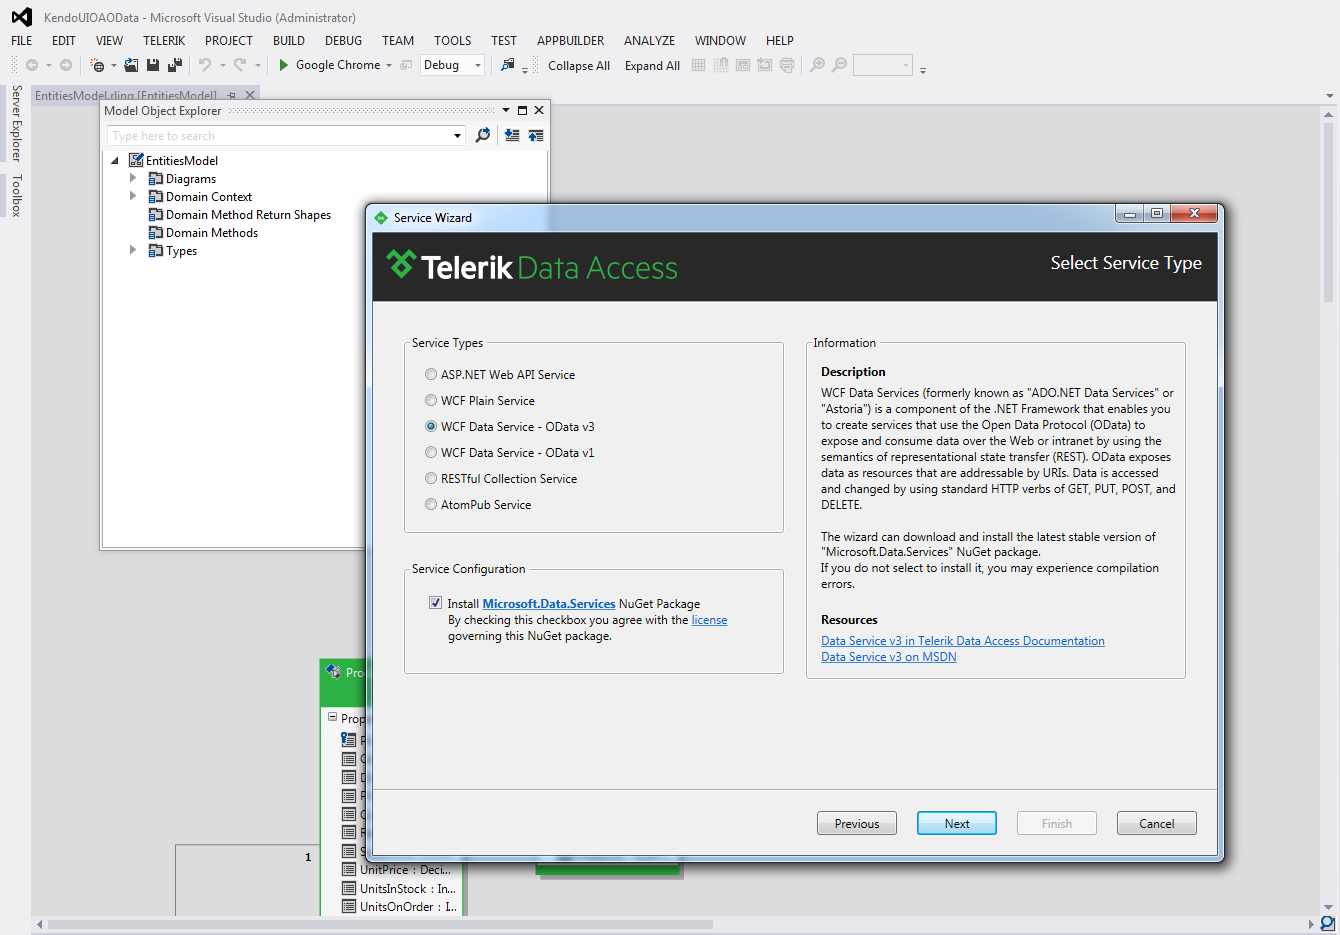 KendoUIOAOData - Microsoft Visual Studio (Administrator)
FILE EDIT VIEW TELERIK PROJECT BUILD DEBUG TEAM TOOLS TEST APPBUILDER ANALYZE WINDOW HELP
Google Chrome Debug Collapse All Expand All
Server Explorer
Toolbox
EntitiesModel.rlinq [EntitiesModel]
Model Object Explorer
Type here to search
EntitiesModel
Diagrams
Domain Context
Domain Method Return Shapes
Domain Methods
Types
Service Wizard
Telerik Data Access
Select Service Type
Service Types
ASP.NET Web API Service
WCF Plain Service
WCF Data Service - OData v3
WCF Data Service - OData v1
RESTful Collection Service
AtomPub Service
Service Configuration
Install Microsoft.Data.Services NuGet Package
By checking this checkbox you agree with the license
governing this NuGet package.
Information
Description
WCF Data Services (formerly known as "ADO.NET Data Services" or
"Astoria") is a component of the .NET Framework that enables you
to create services that use the Open Data Protocol (OData) to
expose and consume data over the Web or intranet by using the
semantics of representational state transfer (REST). OData exposes
data as resources that are addressable by URIs. Data is accessed
and changed by using standard HTTP verbs of GET, PUT, POST, and
DELETE.
The wizard can download and install the latest stable version of
"Microsoft.Data.Services" NuGet package.
If you do not select to install it, you may experience compilation
errors.
Resources
Data Service v3 in Telerik Data Access Documentation
Data Service v3 on MSDN
Previous Next Finish Cancel
Pro
Prop
1
UnitPrice : Deci...
UnitsInStock : In...
UnitsOnOrder : I...